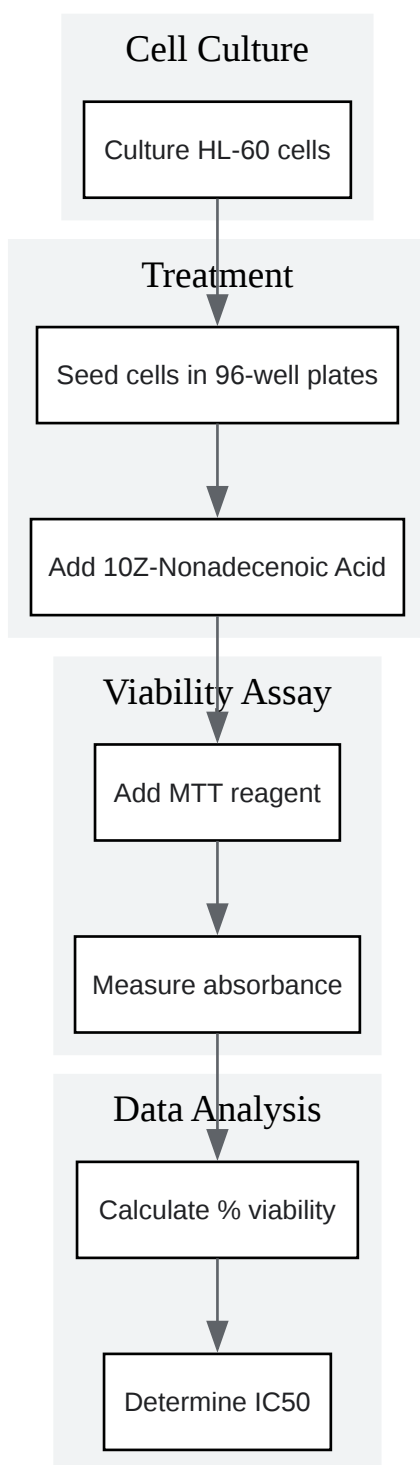 Cell Culture
Culture HL-60 cells
Treatment
Seed cells in 96-well plates
Add 10Z-Nonadecenoic Acid
Viability Assay
Add MTT reagent
Measure absorbance
Data Analysis
Calculate % viability
Determine IC50